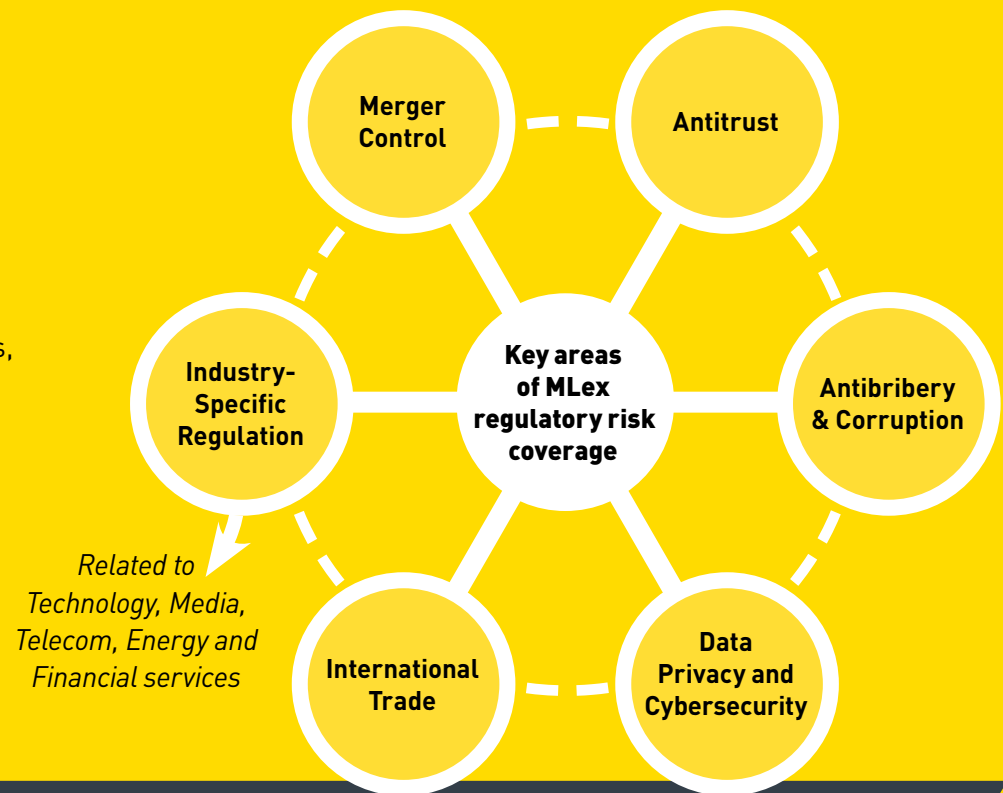 Merger
Control
Antitrust
s,
Industry-
Specific
Regulation
Key areas
of MLex
regulatory risk
coverage
Antibribery
& Corruption
Related to
Technology, Media,
Telecom, Energy and
Financial services
International
Trade
Data
Privacy and
Cybersecurity